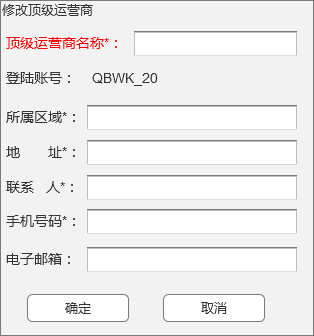 修改顶级运营商
顶级运营商名称*：
登陆账号： QBWK_20
所属区域*：
地 址*：
联系 人*：
手机号码*：
电子邮箱：
确定 取消